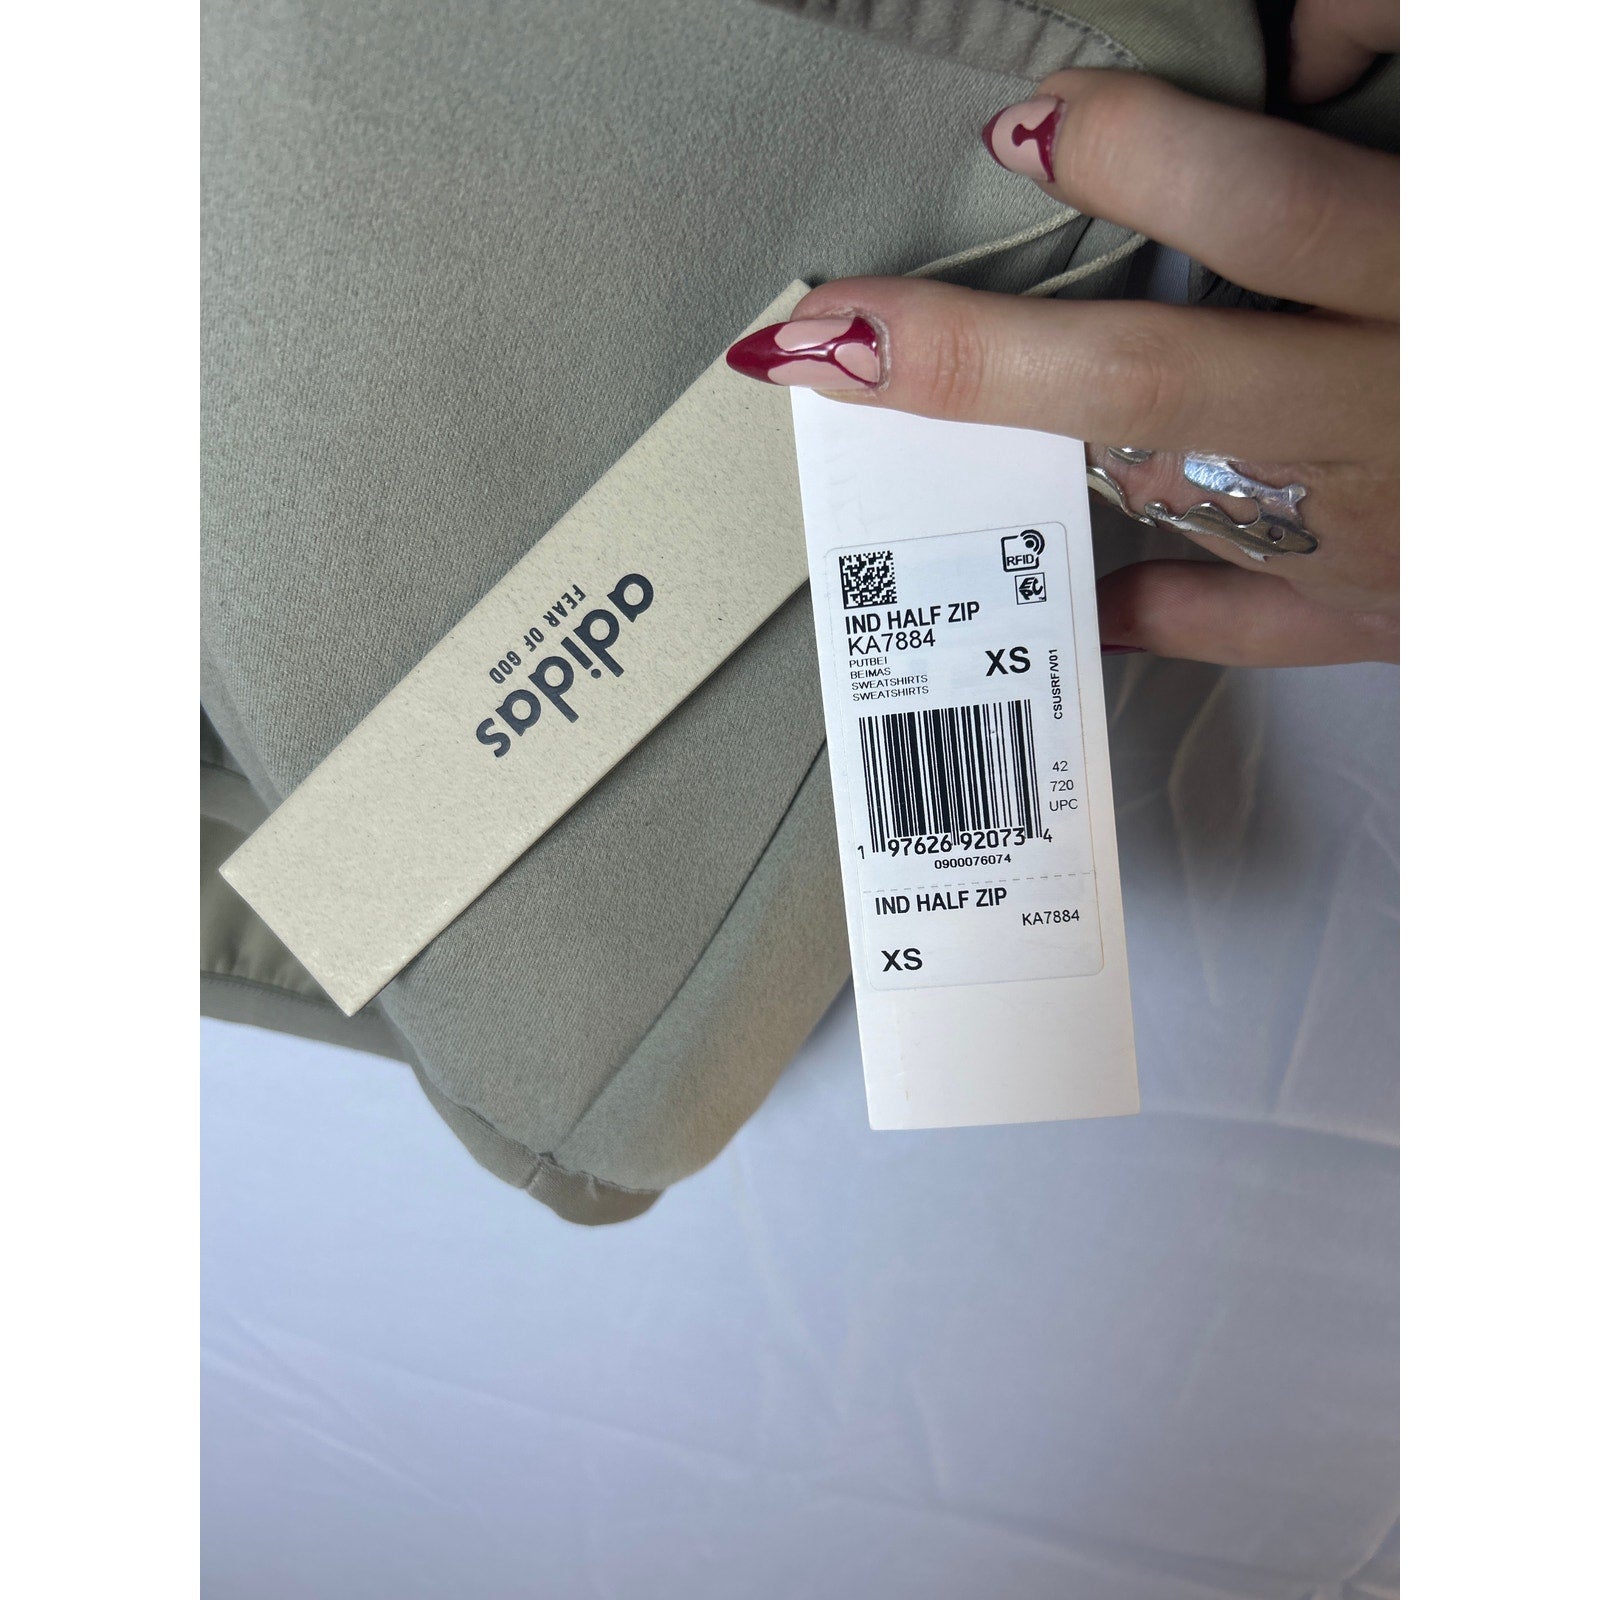 adidas
FEAR OF GOD
RFID
IND HALF ZIP
KA7884
PUTBEI
BEIMAS
SWEATSHIRTS
SWEATSHIRTS
XS
CSUSRF/V01
42
720
UPC
1 97626 92073 4
0900076074
IND HALF ZIP
KA7884
XS